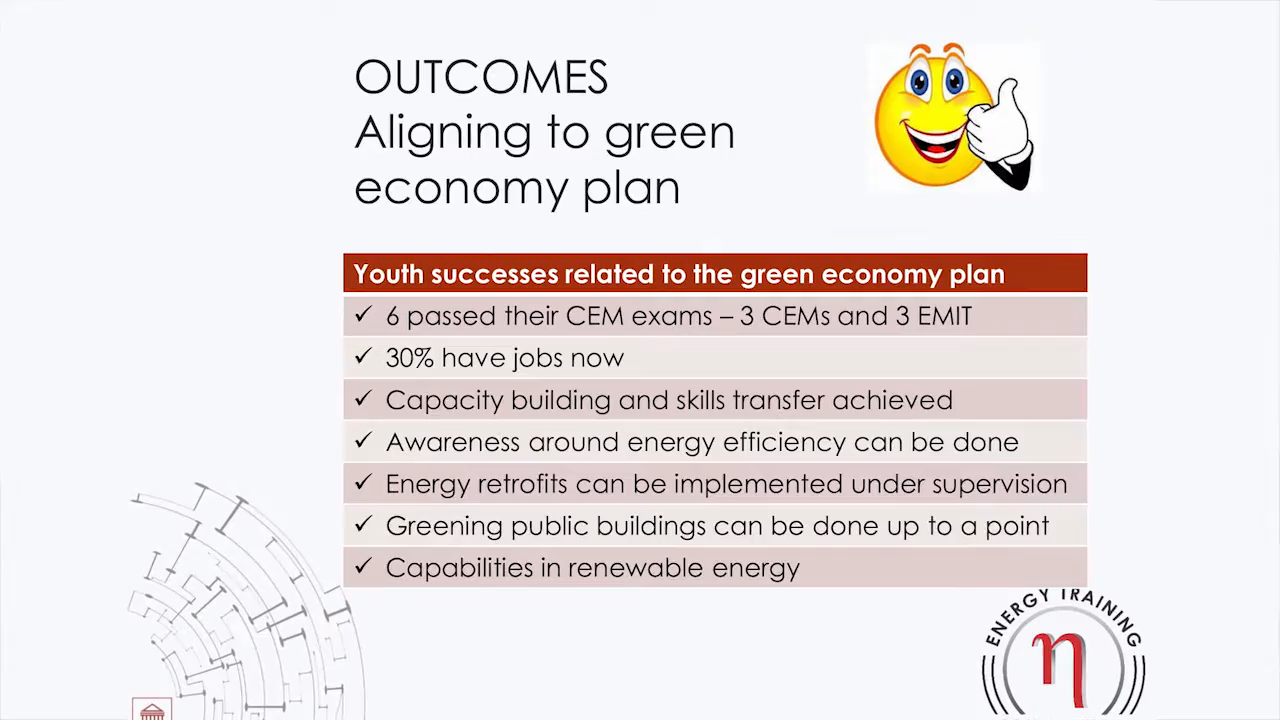 OUTCOMES
Aligning to green
economy plan
Youth successes related to the green economy plan
✓ 6 passed their CEM exams – 3 CEMs and 3 EMIT
✓ 30% have jobs now
✓ Capacity building and skills transfer achieved
✓ Awareness around energy efficiency can be done
✓ Energy retrofits can be implemented under supervision
✓ Greening public buildings can be done up to a point
✓ Capabilities in renewable energy
ENERGY TRAINING
η